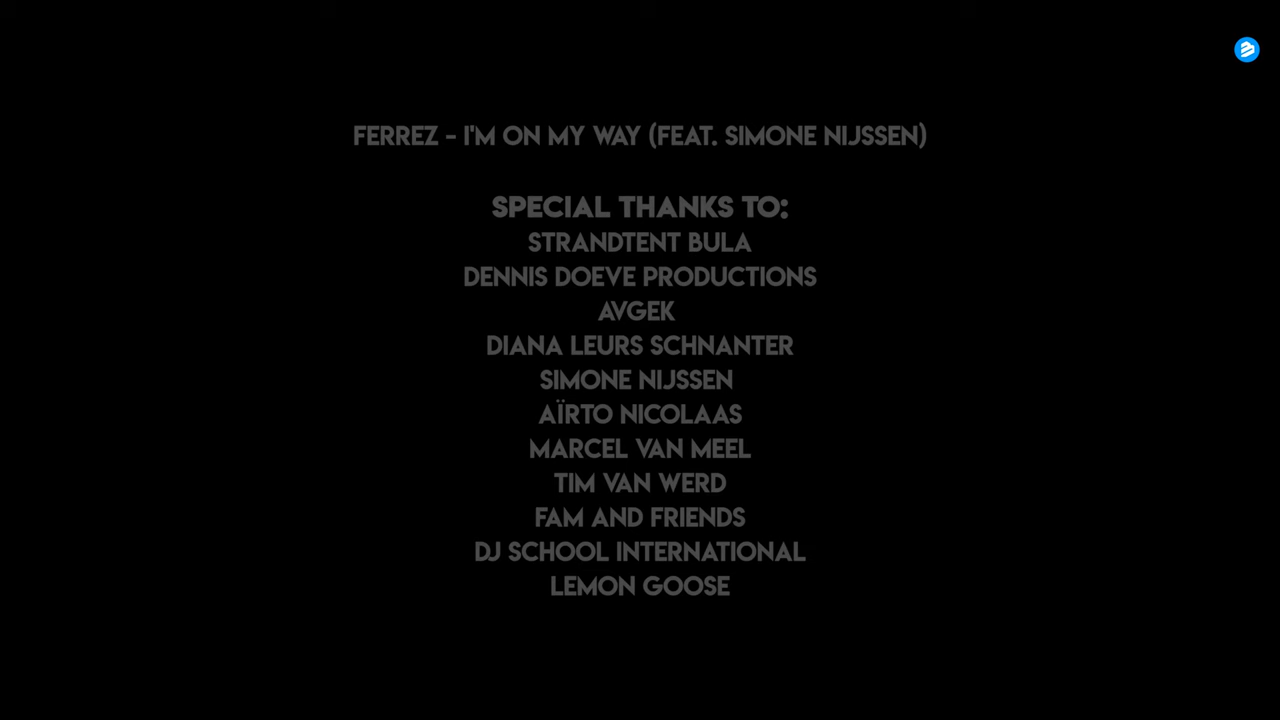 FERREZ - I'M ON MY WAY (FEAT. SIMONE NIJSSEN)
SPECIAL THANKS TO:
STRANDTENT BULA
DENNIS DOEVE PRODUCTIONS
AVGEK
DIANA LEURS SCHNANTER
SIMONE NIJSSEN
AÏRTO NICOLAAS
MARCEL VAN MEEL
TIM VAN WERD
FAM AND FRIENDS
DJ SCHOOL INTERNATIONAL
LEMON GOOSE